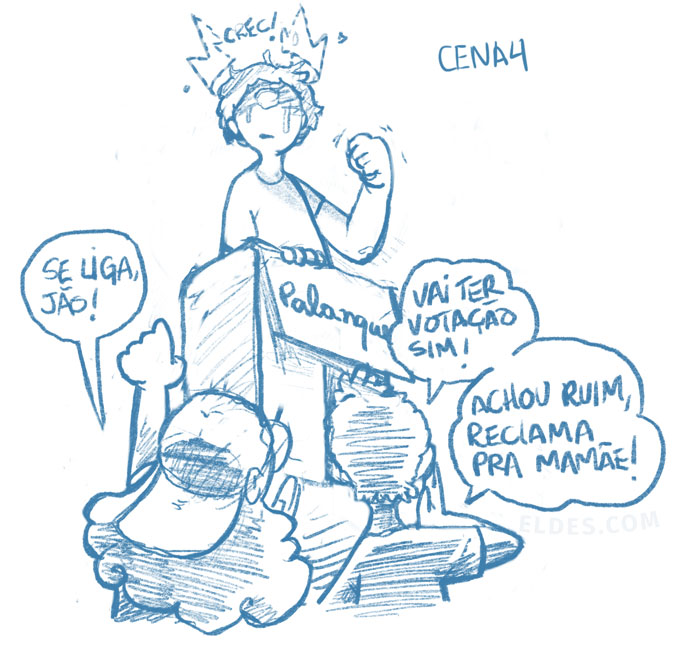 CREC!
CENA4
SE LIGA,
JÃO!
Palanque
VAI TER
VOTAÇÃO
SIM!
ACHOU RUIM,
RECLAMA
PRA MAMÃE!
ELDES.COM